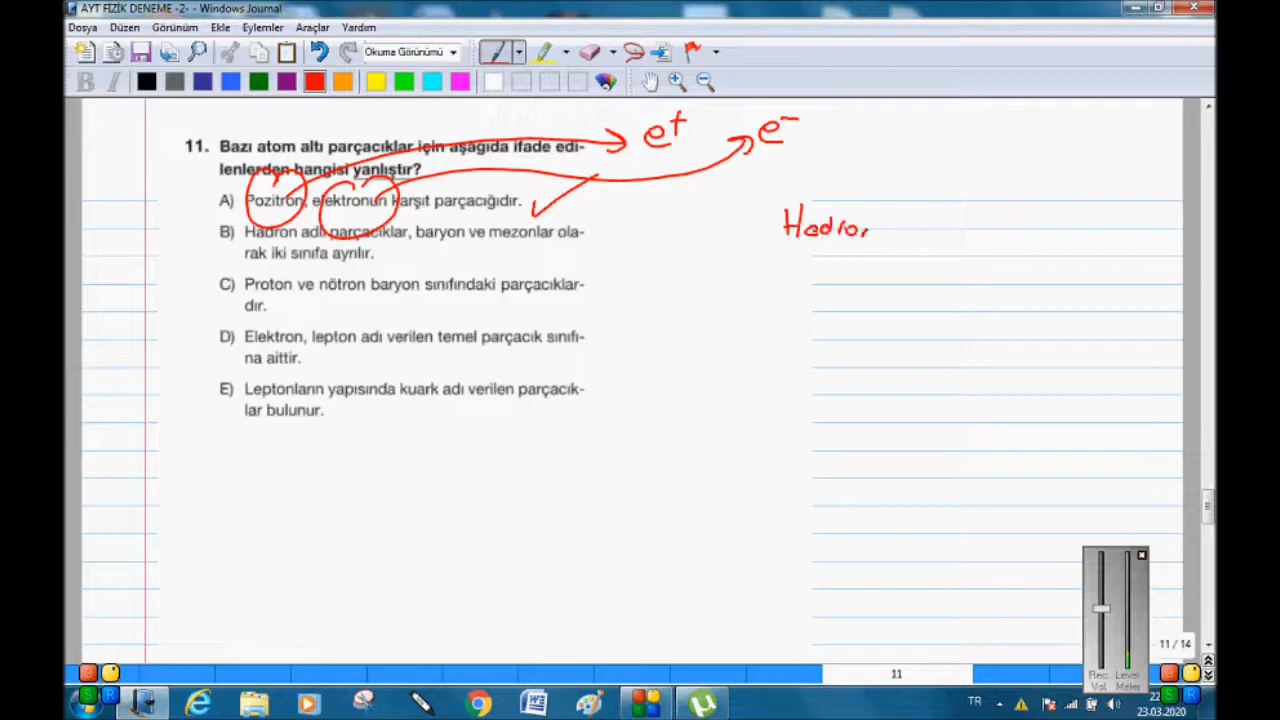 AYT FİZİK DENEME -2- - Windows Journal
Dosya Düzen Görünüm Ekle Eylemler Araçlar Yardım
Okuma Görünümü
B I
e+ e-
11. Bazı atom altı parçacıklar için aşağıda ifade edi-
lenlerden hangisi yanlıştır?
A) Pozitron, elektronun karşıt parçacığıdır.
Hadron
B) Hadron adlı parçacıklar, baryon ve mezonlar ola-
rak iki sınıfa ayrılır.
C) Proton ve nötron baryon sınıfındaki parçacıklar-
dır.
D) Elektron, lepton adı verilen temel parçacık sınıfı-
na aittir.
E) Leptonların yapısında kuark adı verilen parçacık-
lar bulunur.
11 / 14
Rec. Level
Vol Meter
11
S R
S R
TR
22
23.03.2020